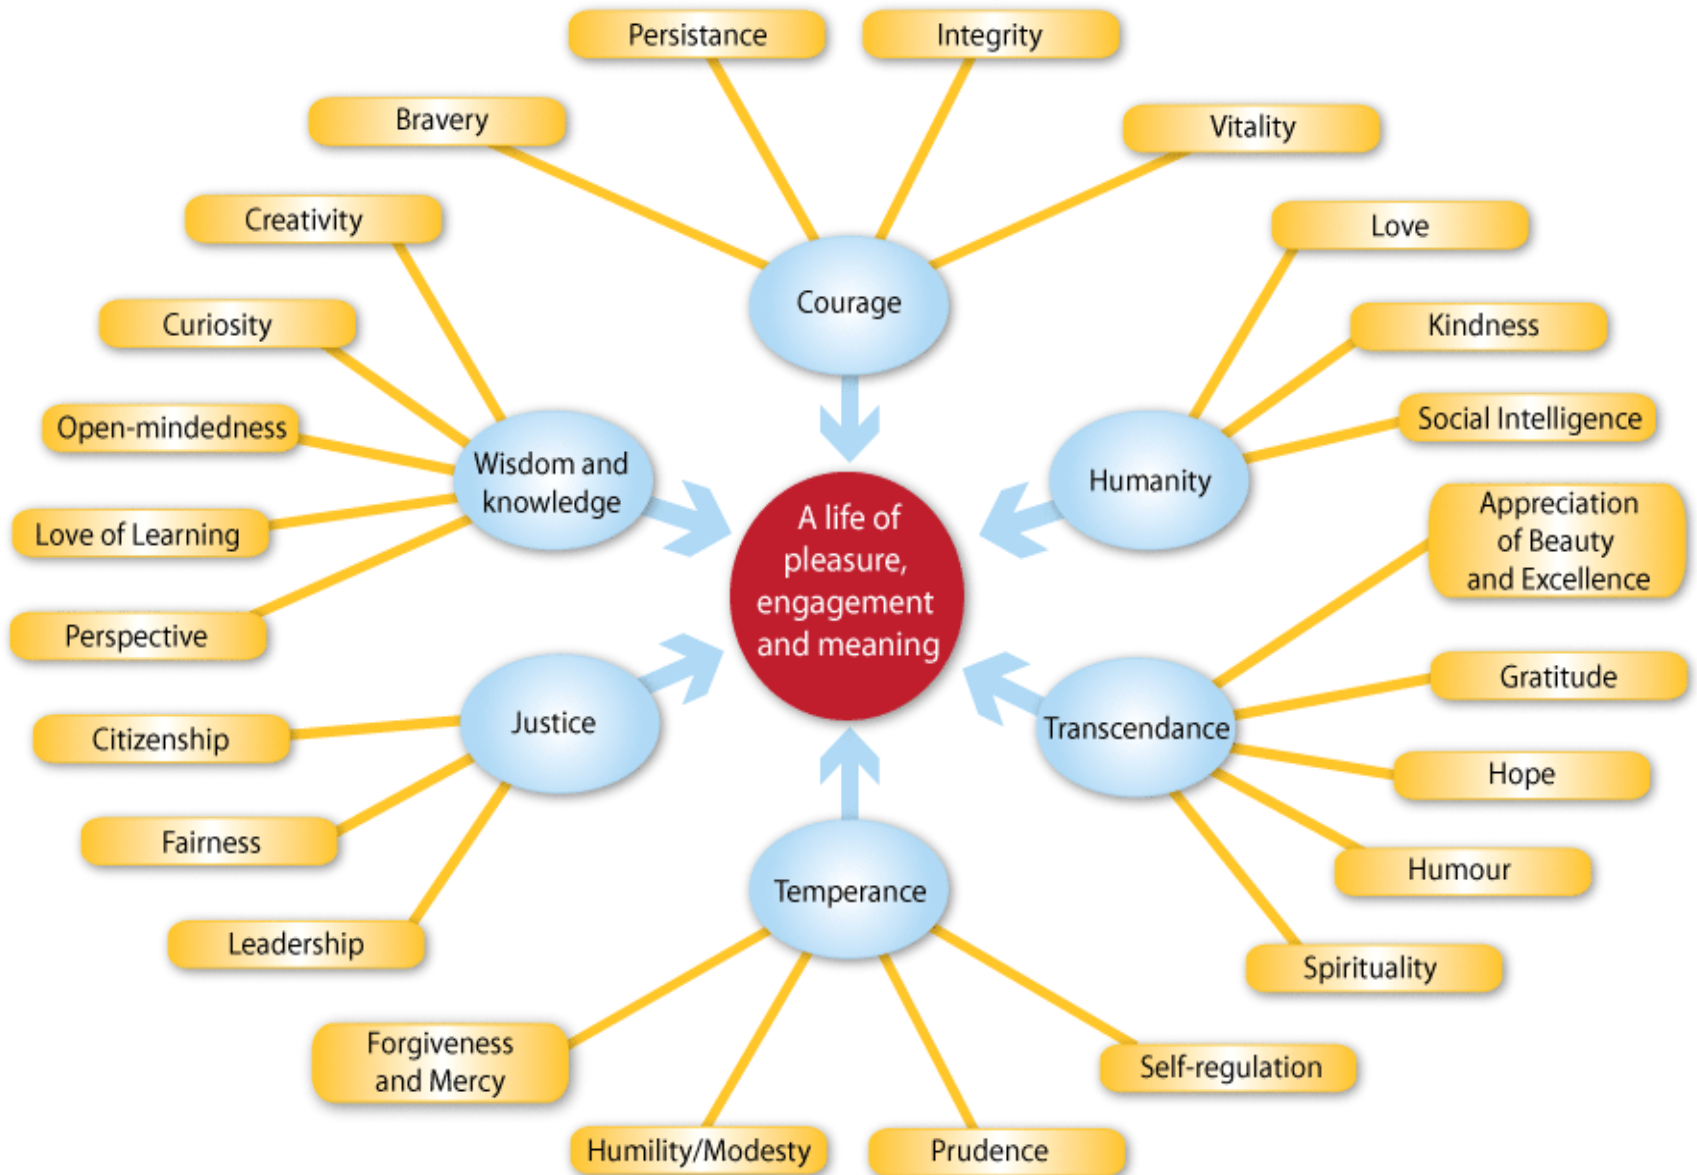 Persistance
Integrity
Bravery
Vitality
Creativity
Love
Curiosity
Kindness
Courage
Open-mindedness
Social Intelligence
Wisdom and
knowledge
Humanity
Love of Learning
Appreciation
of Beauty
and Excellence
A life of
pleasure,
engagement
and meaning
Perspective
Gratitude
Citizenship
Justice
Transcendance
Hope
Fairness
Humour
Temperance
Leadership
Spirituality
Forgiveness
and Mercy
Self-regulation
Humility/Modesty
Prudence